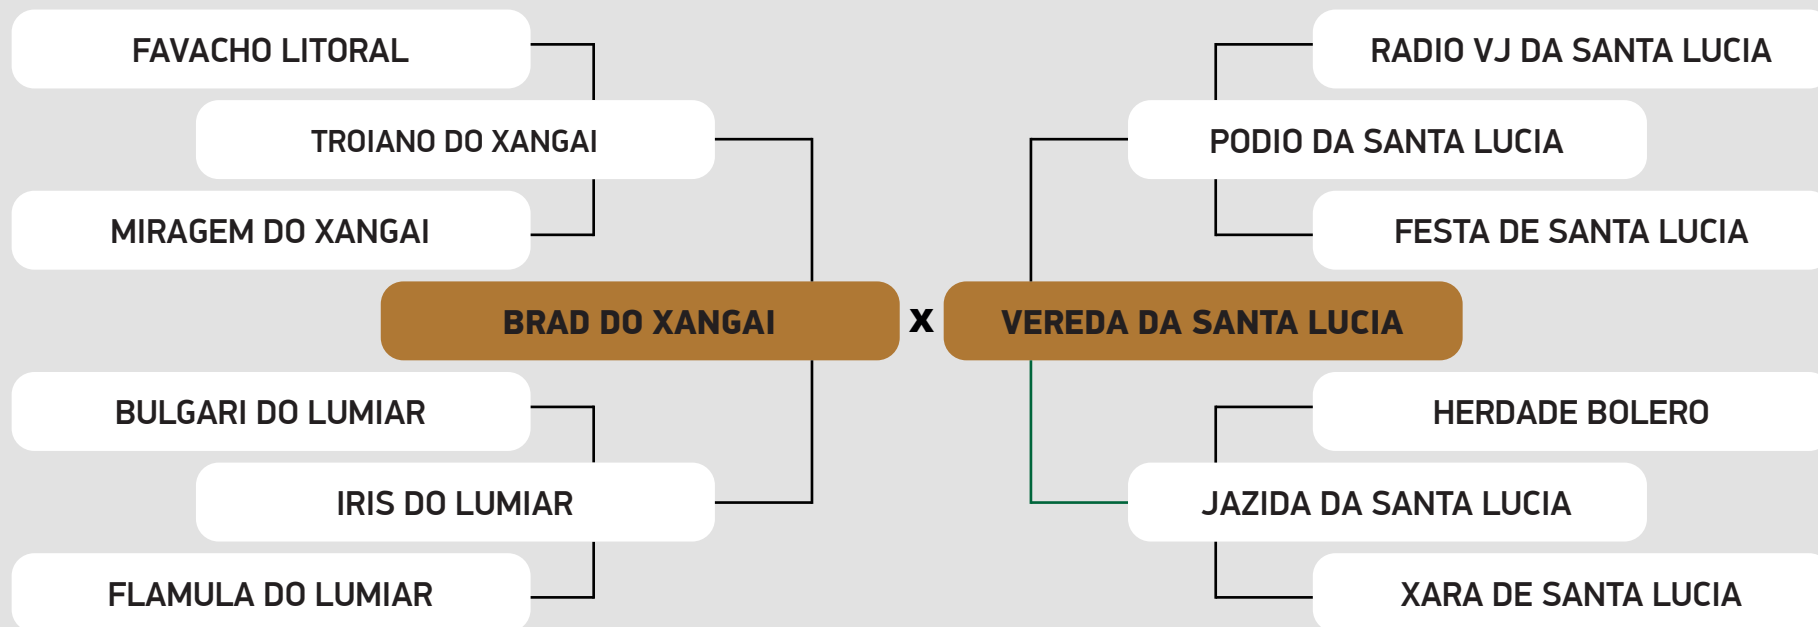 FAVACHO LITORAL
TROIANO DO XANGAI
MIRAGEM DO XANGAI
BRAD DO XANGAI
BULGARI DO LUMIAR
IRIS DO LUMIAR
FLAMULA DO LUMIAR
X
RADIO VJ DA SANTA LUCIA
PODIO DA SANTA LUCIA
FESTA DE SANTA LUCIA
VEREDA DA SANTA LUCIA
HERDADE BOLERO
JAZIDA DA SANTA LUCIA
XARA DE SANTA LUCIA